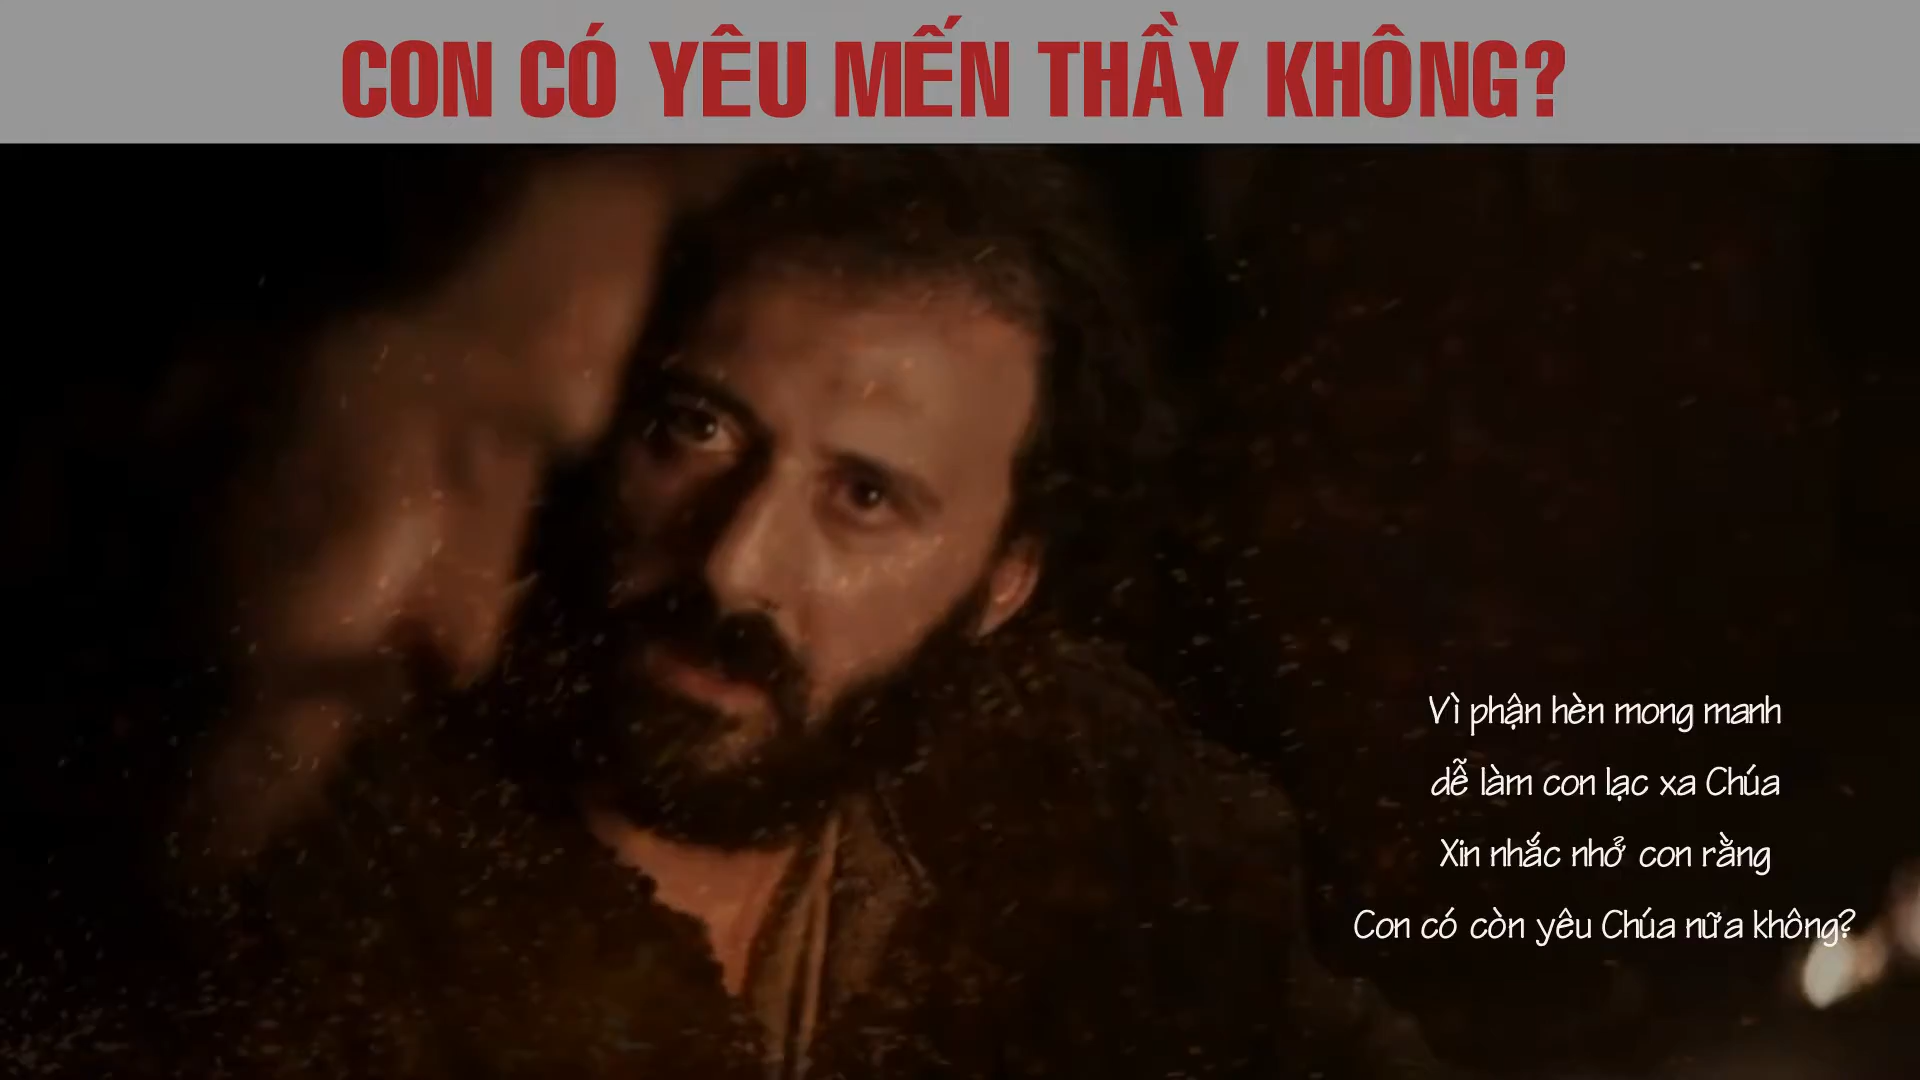 CON CÓ YÊU MẾN THẦY KHÔNG?
Vì phận hèn mong manh
dễ làm con lạc xa Chúa
Xin nhắc nhở con rằng
Con có còn yêu Chúa nữa không?